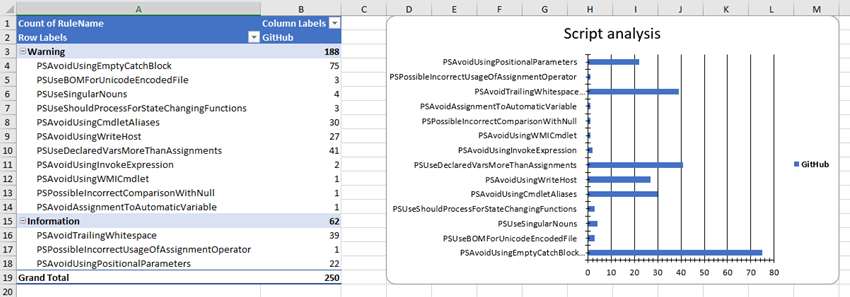 A B C D E F G H I J K L M
1 Count of RuleName Column Labels
2 Row Labels GitHub
3 Warning 188
4 PSAvoidUsingEmptyCatchBlock 75
5 PSUseBOMForUnicodeEncodedFile 3
6 PSUseSingularNouns 4
7 PSUseShouldProcessForStateChangingFunctions 3
8 PSAvoidUsingCmdletAliases 30
9 PSAvoidUsingWriteHost 27
10 PSUseDeclaredVarsMoreThanAssignments 41
11 PSAvoidUsingInvokeExpression 2
12 PSAvoidUsingWMICmdlet 1
13 PSPossibleIncorrectComparisonWithNull 1
14 PSAvoidAssignmentToAutomaticVariable 1
15 Information 62
16 PSAvoidTrailingWhitespace 39
17 PSPossibleIncorrectUsageOfAssignmentOperator 1
18 PSAvoidUsingPositionalParameters 22
19 Grand Total 250
20
Script analysis
PSAvoidUsingPositionalParameters
PSPossibleIncorrectUsageOfAssignmentOperator
PSAvoidTrailingWhitespace...
PSAvoidAssignmentToAutomaticVariable
PSPossibleIncorrectComparisonWithNull
PSAvoidUsingWMICmdlet
PSAvoidUsingInvokeExpression
PSUseDeclaredVarsMoreThanAssignments
PSAvoidUsingWriteHost
PSAvoidUsingCmdletAliases
PSUseShouldProcessForStateChangingFunctions
PSUseSingularNouns
PSUseBOMForUnicodeEncodedFile
PSAvoidUsingEmptyCatchBlock...
0 10 20 30 40 50 60 70 80
GitHub